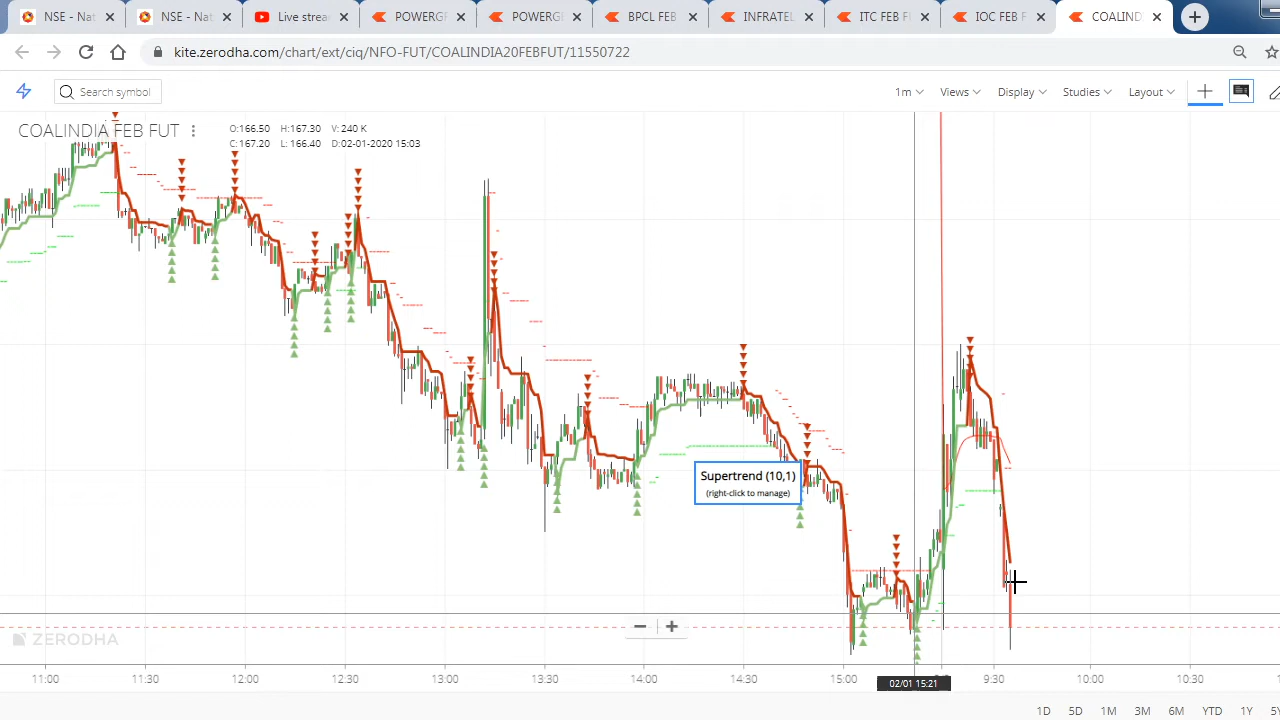 NSE - Nat
NSE - Nat
Live strea
POWERG
POWERG
BPCL FEB
INFRATEL
ITC FEB F
IOC FEB F
COALIND
kite.zerodha.com/chart/ext/ciq/NFO-FUT/COALINDIA20FEBFUT/11550722
Search symbol
1m
Views
Display
Studies
Layout
COALINDIA FEB FUT
O:166.50 H:167.30 V:240 K
C:167.20 L:166.40 D:02-01-2020 15:03
Supertrend (10,1)
(right-click to manage)
ZERODHA
11:00 11:30 12:00 12:30 13:00 13:30 14:00 14:30 15:00 9:30 10:00 10:30
02/01 15:21
1D 5D 1M 3M 6M YTD 1Y 5Y